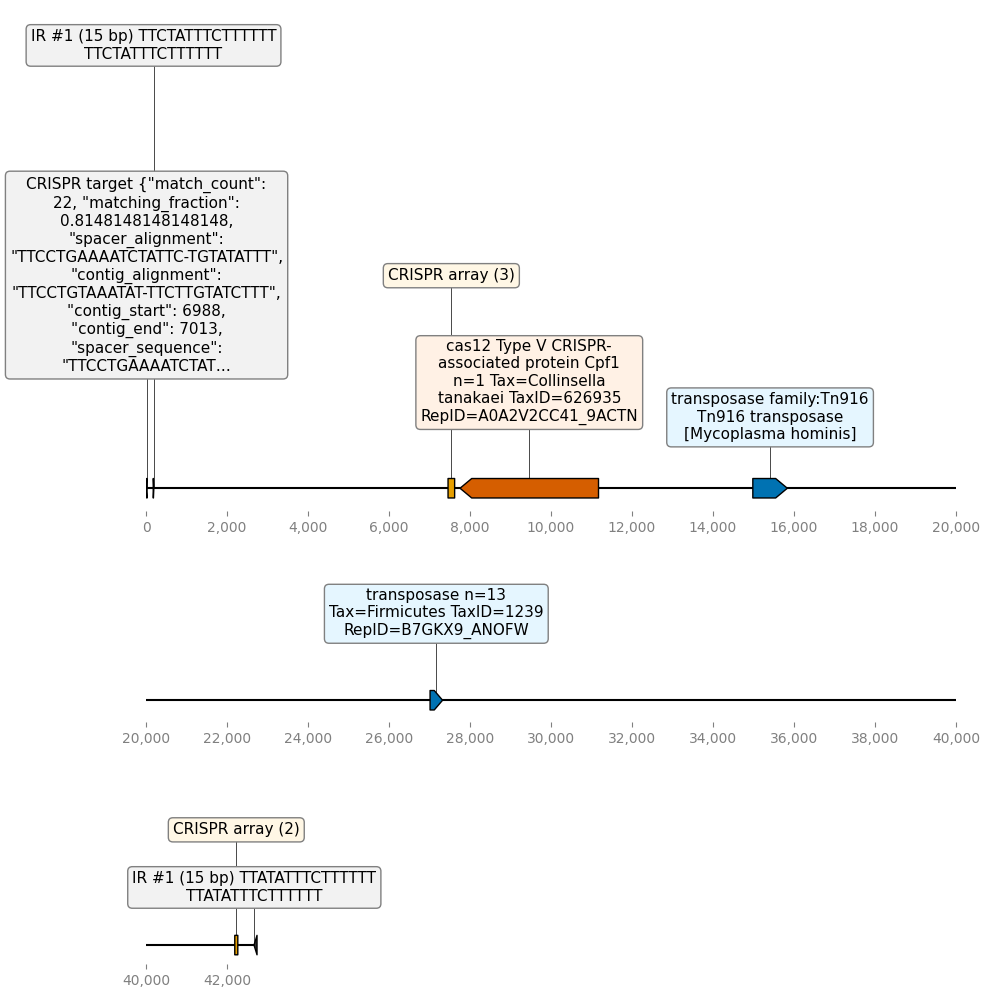 IR #1 (15 bp) TTCTATTTCTTTTTT
TTCTATTTCTTTTTT
CRISPR target {"match_count":
22, "matching_fraction":
0.8148148148148148,
"spacer_alignment":
"TTCCTGAAAATCTATTC-TGTATATTT",
"contig_alignment":
"TTCCTGTAAATAT-TTCTTGTATCTTT",
"contig_start": 6988,
"contig_end": 7013,
"spacer_sequence":
"TTCCTGAAAATCTAT...
CRISPR array (3)
cas12 Type V CRISPR-
associated protein Cpf1
n=1 Tax=Collinsella
tanakaei TaxID=626935
RepID=A0A2V2CC41_9ACTN
transposase family:Tn916
Tn916 transposase
[Mycoplasma hominis]
0 2,000 4,000 6,000 8,000 10,000 12,000 14,000 16,000 18,000 20,000
transposase n=13
Tax=Firmicutes TaxID=1239
RepID=B7GKX9_ANOFW
20,000 22,000 24,000 26,000 28,000 30,000 32,000 34,000 36,000 38,000 40,000
CRISPR array (2)
IR #1 (15 bp) TTATATTTCTTTTTT
TTATATTTCTTTTTT
40,000 42,000